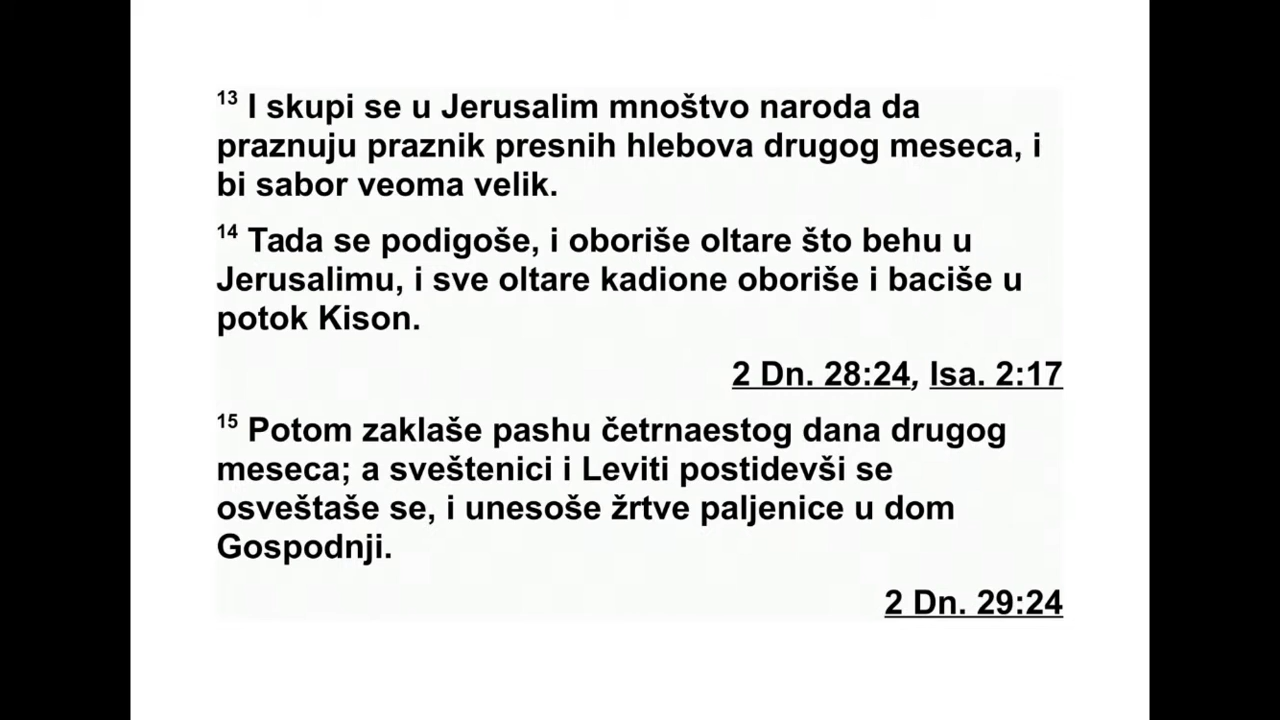 13 I skupi se u Jerusalim mnoštvo naroda da
praznuju praznik presnih hlebova drugog meseca, i
bi sabor veoma velik.
14 Tada se podigoše, i oboriše oltare što behu u
Jerusalimu, i sve oltare kadione oboriše i baciše u
potok Kison.
2 Dn. 28:24, Isa. 2:17
15 Potom zaklaše pashu četrnaestog dana drugog
meseca; a sveštenici i Leviti postidevši se
osveštaše se, i unesoše žrtve paljenice u dom
Gospodnji.
2 Dn. 29:24